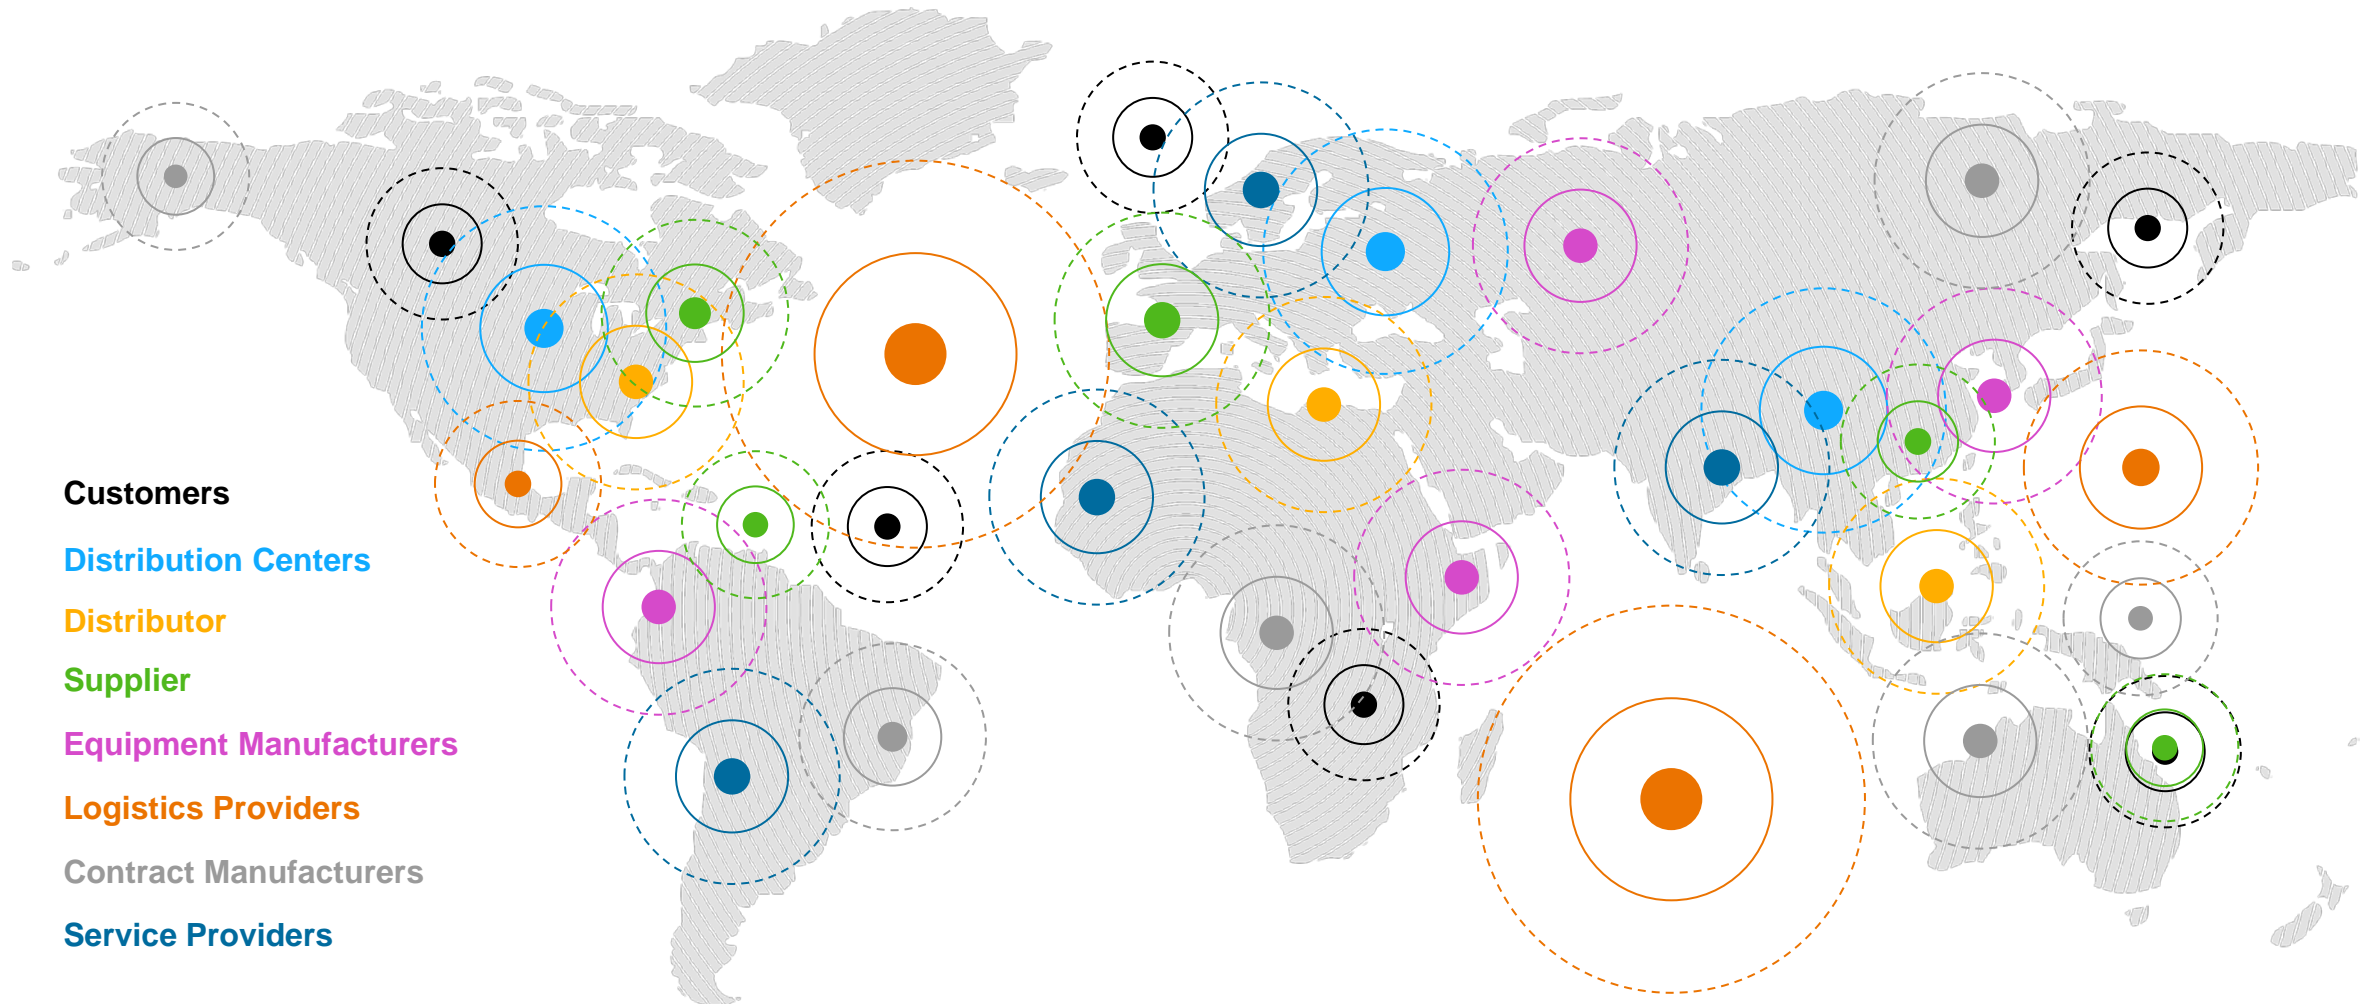 Customers
Distribution Centers
Distributor
Supplier
Equipment Manufacturers
Logistics Providers
Contract Manufacturers
Service Providers